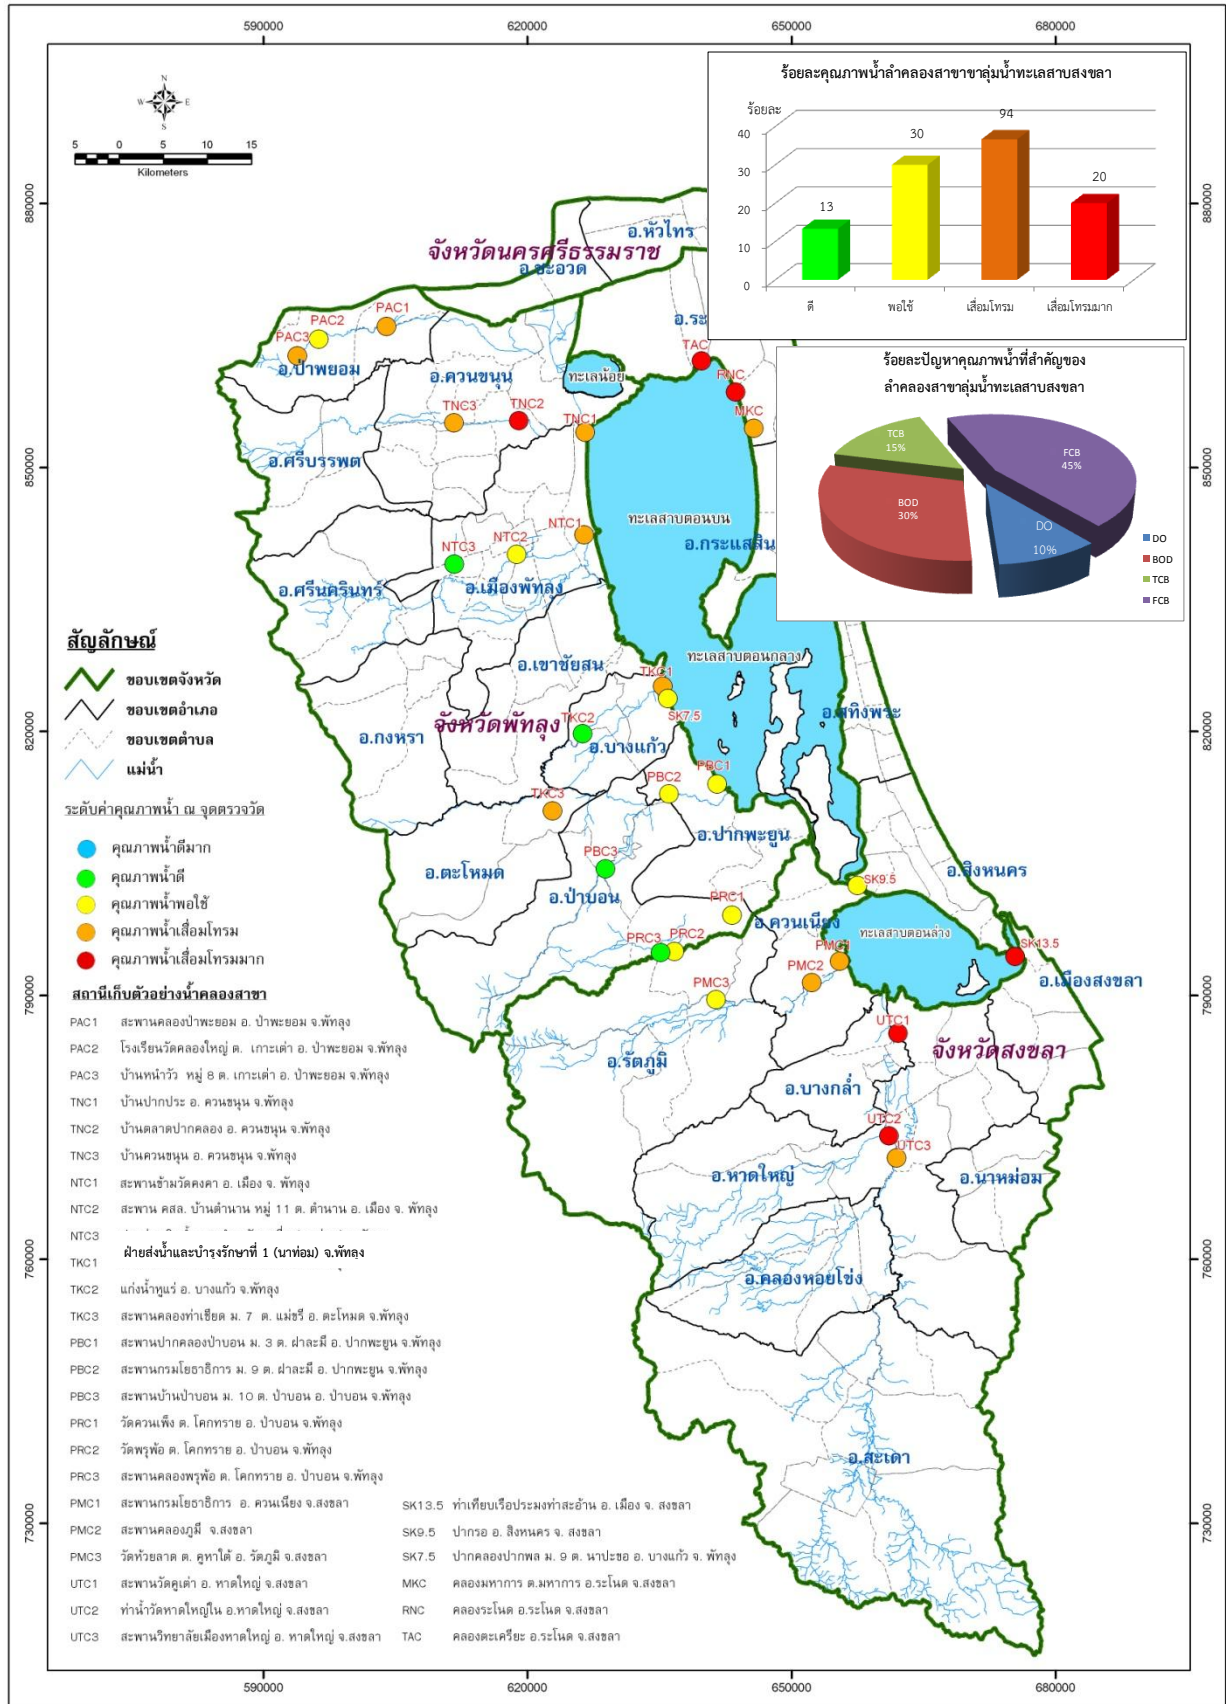 590000
620000
650000
680000
N
W
E
S
5 0 5 10 15
Kilometers
ร้อยละคุณภาพน้ำลำคลองสาขาขาลุ่มน้ำทะเลสาบสงขลา
ร้อยละ
40
30
20
10
0
13
30
94
20
ดี
พอใช้
เสื่อมโทรม
เสื่อมโทรมมาก
ร้อยละปัญหาคุณภาพน้ำที่สำคัญของ
ลำคลองสาขาลุ่มน้ำทะเลสาบสงขลา
TCB
15%
FCB
45%
BOD
30%
DO
10%
DO
BOD
TCB
FCB
880000
880000
850000
850000
820000
820000
790000
790000
760000
760000
730000
730000
อ.หัวไทร
จังหวัดนครศรีธรรมราช
อ.ชะอวด
อ.ระ
PAC1
PAC2
PAC3
อ.ป่าพยอม
อ.ควนขนุน
ทะเลน้อย
TAC
RNC
MKC
TNC3
TNC2
TNC1
อ.ศรีบรรพต
ทะเลสาบตอนบน
อ.กระแสสิน
NTC1
NTC2
NTC3
อ.ศรีนครินทร์
อ.เมืองพัทลุง
อ.เขาชัยสน
ทะเลสาบตอนกลาง
TKC1
SK7.5
TKC2
จังหวัดพัทลุง
อ.กงหรา
อ.บางแก้ว
อ.สทิงพระ
PBC1
PBC2
TKC3
อ.ปากพะยูน
PBC3
อ.ตะโหมด
อ.ป่าบอน
SK9.5
อ.สิงหนคร
PRC1
อ.ควนเนียง
ทะเลสาบตอนล่าง
PRC3
PRC2
PMC1
PMC2
SK13.5
อ.เมืองสงขลา
PMC3
UTC1
จังหวัดสงขลา
อ.รัตภูมิ
อ.บางกล่ำ
UTC2
UTC3
อ.หาดใหญ่
อ.นาหม่อม
อ.คลองหอยโข่ง
อ.สะเดา
สัญลักษณ์
ขอบเขตจังหวัด
ขอบเขตอำเภอ
ขอบเขตตำบล
แม่น้ำ
ระดับค่าคุณภาพน้ำ ณ จุดตรวจวัด
คุณภาพน้ำดีมาก
คุณภาพน้ำดี
คุณภาพน้ำพอใช้
คุณภาพน้ำเสื่อมโทรม
คุณภาพน้ำเสื่อมโทรมมาก
สถานีเก็บตัวอย่างน้ำคลองสาขา
PAC1 สะพานคลองป่าพะยอม อ. ป่าพะยอม จ.พัทลุง
PAC2 โรงเรียนวัดคลองใหญ่ ต. เกาะเต่า อ. ป่าพะยอม จ.พัทลุง
PAC3 บ้านหนำวัว หมู่ 8 ต. เกาะเต่า อ. ป่าพะยอม จ.พัทลุง
TNC1 บ้านปากประ อ. ควนขนุน จ.พัทลุง
TNC2 บ้านตลาดปากคลอง อ. ควนขนุน จ.พัทลุง
TNC3 บ้านควนขนุน อ. ควนขนุน จ.พัทลุง
NTC1 สะพานข้ามวัดคงคา อ. เมือง จ. พัทลุง
NTC2 สะพาน คสล. บ้านตำนาน หมู่ 11 ต. ตำนาน อ. เมือง จ. พัทลุง
NTC3
ฝ่ายส่งน้ำและบำรุงรักษาที่ 1 (นาท่อม) จ.พัทลุง
TKC1
TKC2 แก่งน้ำหูแร่ อ. บางแก้ว จ.พัทลุง
TKC3 สะพานคลองท่าเชียด ม. 7 ต. แม่ขรี อ. ตะโหมด จ.พัทลุง
PBC1 สะพานปากคลองป่าบอน ม. 3 ต. ฝาละมี อ. ปากพะยูน จ.พัทลุง
PBC2 สะพานกรมโยธาธิการ ม. 9 ต. ฝาละมี อ. ปากพะยูน จ.พัทลุง
PBC3 สะพานบ้านป่าบอน ม. 10 ต. ป่าบอน อ. ป่าบอน จ.พัทลุง
PRC1 วัดควนเพ็ง ต. โคกทราย อ. ป่าบอน จ.พัทลุง
PRC2 วัดพรุพ้อ ต. โคกทราย อ. ป่าบอน จ.พัทลุง
PRC3 สะพานคลองพรุพ้อ ต. โคกทราย อ. ป่าบอน จ.พัทลุง
PMC1 สะพานกรมโยธาธิการ อ. ควนเนียง จ.สงขลา
PMC2 สะพานคลองภูมี จ.สงขลา
PMC3 วัดห้วยลาด ต. คูหาใต้ อ. รัตภูมิ จ.สงขลา
UTC1 สะพานวัดคูเต่า อ. หาดใหญ่ จ.สงขลา
UTC2 ท่าน้ำวัดหาดใหญ่ใน อ.หาดใหญ่ จ.สงขลา
UTC3 สะพานวิทยาลัยเมืองหาดใหญ่ อ. หาดใหญ่ จ.สงขลา
SK13.5 ท่าเทียบเรือประมงท่าสะอ้าน อ. เมือง จ. สงขลา
SK9.5 ปากรอ อ. สิงหนคร จ. สงขลา
SK7.5 ปากคลองปากพล ม. 9 ต. นาปะขอ อ. บางแก้ว จ. พัทลุง
MKC คลองมหาการ ต.มหาการ อ.ระโนด จ.สงขลา
RNC คลองระโนด อ.ระโนด จ.สงขลา
TAC คลองตะเครียะ อ.ระโนด จ.สงขลา
590000
620000
650000
680000